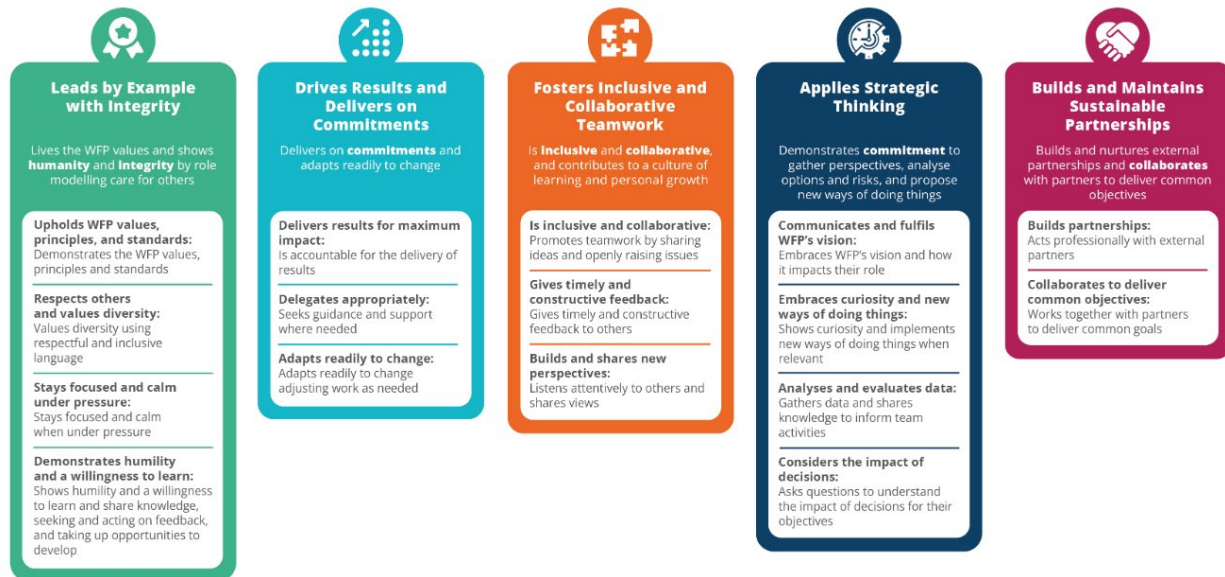 Leads by Example
with Integrity
Lives the WFP values and shows
humanity and integrity by role
modelling care for others
Upholds WFP values,
principles, and standards:
Demonstrates the WFP values,
principles and standards
Respects others
and values diversity:
Values diversity using
respectful and inclusive
language
Stays focused and calm
under pressure:
Stays focused and calm
when under pressure
Demonstrates humility
and a willingness to learn:
Shows humility and a willingness
to learn and share knowledge,
seeking and acting on feedback,
and taking up opportunities to
develop
Drives Results and
Delivers on
Commitments
Delivers on commitments and
adapts readily to change
Delivers results for maximum
impact:
Is accountable for the delivery of
results
Delegates appropriately:
Seeks guidance and support
where needed
Adapts readily to change:
Adapts readily to change
adjusting work as needed
Fosters Inclusive and
Collaborative
Teamwork
Is inclusive and collaborative,
and contributes to a culture of
learning and personal growth
Is inclusive and collaborative:
Promotes teamwork by sharing
ideas and openly raising issues
Gives timely and
constructive feedback:
Gives timely and constructive
feedback to others
Builds and shares new
perspectives:
Listens attentively to others and
shares views
Applies Strategic
Thinking
Demonstrates commitment to
gather perspectives, analyse
options and risks, and propose
new ways of doing things
Communicates and fulfils
WFP's vision:
Embraces WFP's vision and how
it impacts their role
Embraces curiosity and new
ways of doing things:
Shows curiosity and implements
new ways of doing things when
relevant
Analyses and evaluates data:
Gathers data and shares
knowledge to inform team
activities
Considers the impact of
decisions:
Asks questions to understand
the impact of decisions for their
objectives
Builds and Maintains
Sustainable
Partnerships
Builds and nurtures external
partnerships and collaborates
with partners to deliver common
objectives
Builds partnerships:
Acts professionally with external
partners
Collaborates to deliver
common objectives:
Works together with partners
to deliver common goals